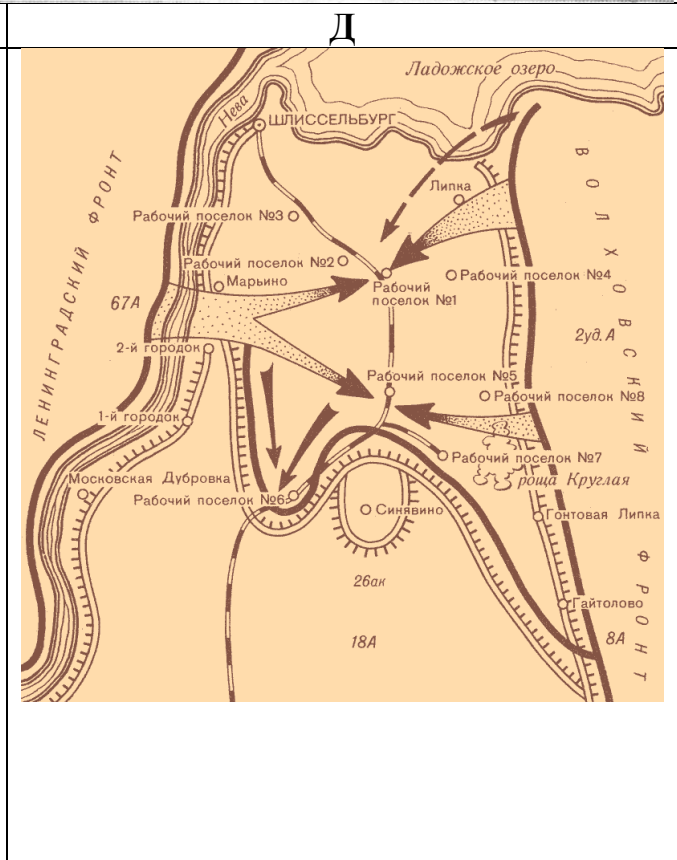 Д
Ладожское озеро
Нева
ШЛИССЕЛЬБУРГ
ЛЕНИНГРАДСКИЙ ФРОНТ
ВОЛХОВСКИЙ ФРОНТ
Липка
Рабочий поселок №3
Рабочий поселок №2
Рабочий поселок №4
Марьино
Рабочий
поселок №1
67А
2уд.А
2-й городок
Рабочий поселок №5
Рабочий поселок №8
1-й городок
Рабочий поселок №7
Московская Дубровка
роща Круглая
Рабочий поселок №6
Синявино
Гонтовая Липка
26ак
Гайтолово
18А
8А